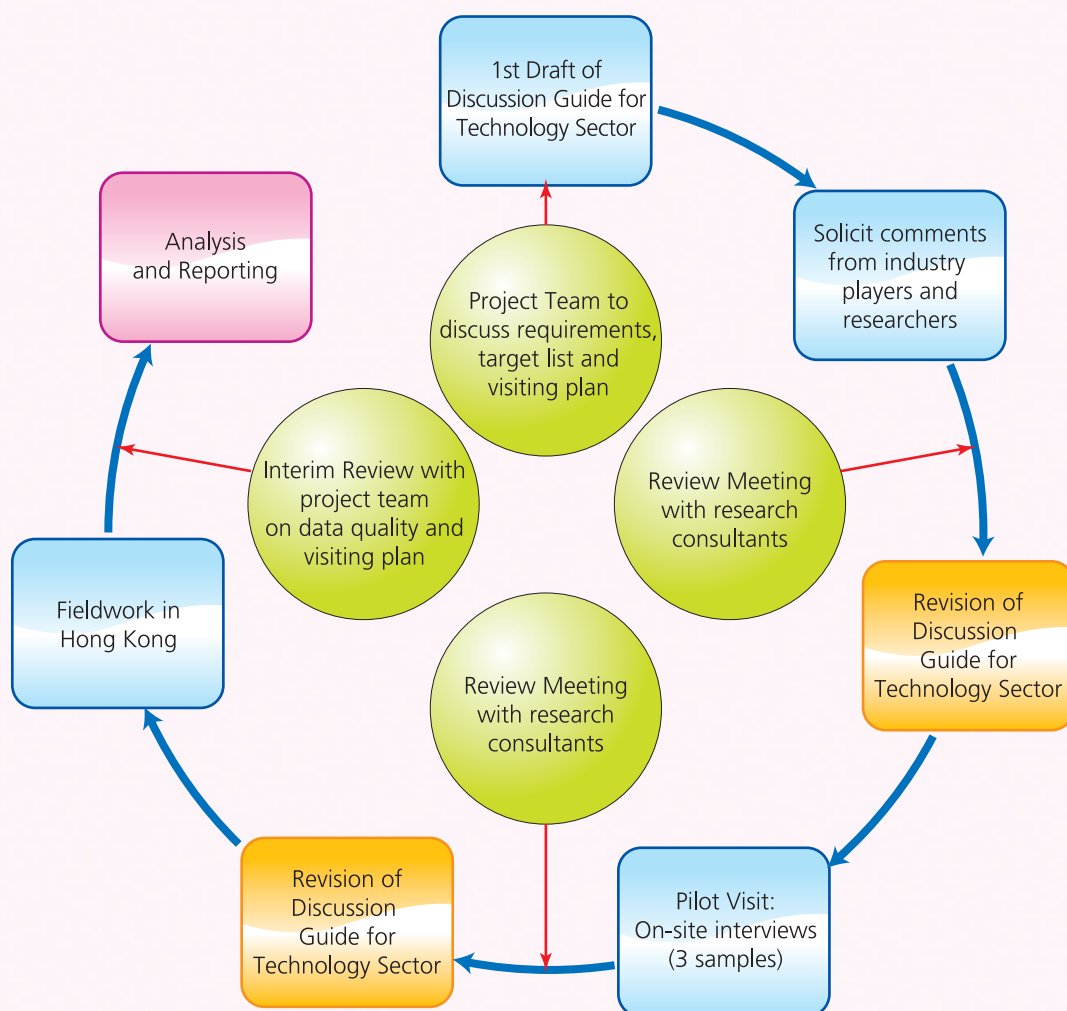 1st Draft of
Discussion Guide for
Technology Sector
Solicit comments
from industry
players and
researchers
Revision of
Discussion
Guide for
Technology Sector
Pilot Visit:
On-site interviews
(3 samples)
Revision of
Discussion
Guide for
Technology Sector
Fieldwork in
Hong Kong
Analysis
and Reporting
Project Team to
discuss requirements,
target list and
visiting plan
Review Meeting
with research
consultants
Review Meeting
with research
consultants
Interim Review with
project team
on data quality and
visiting plan